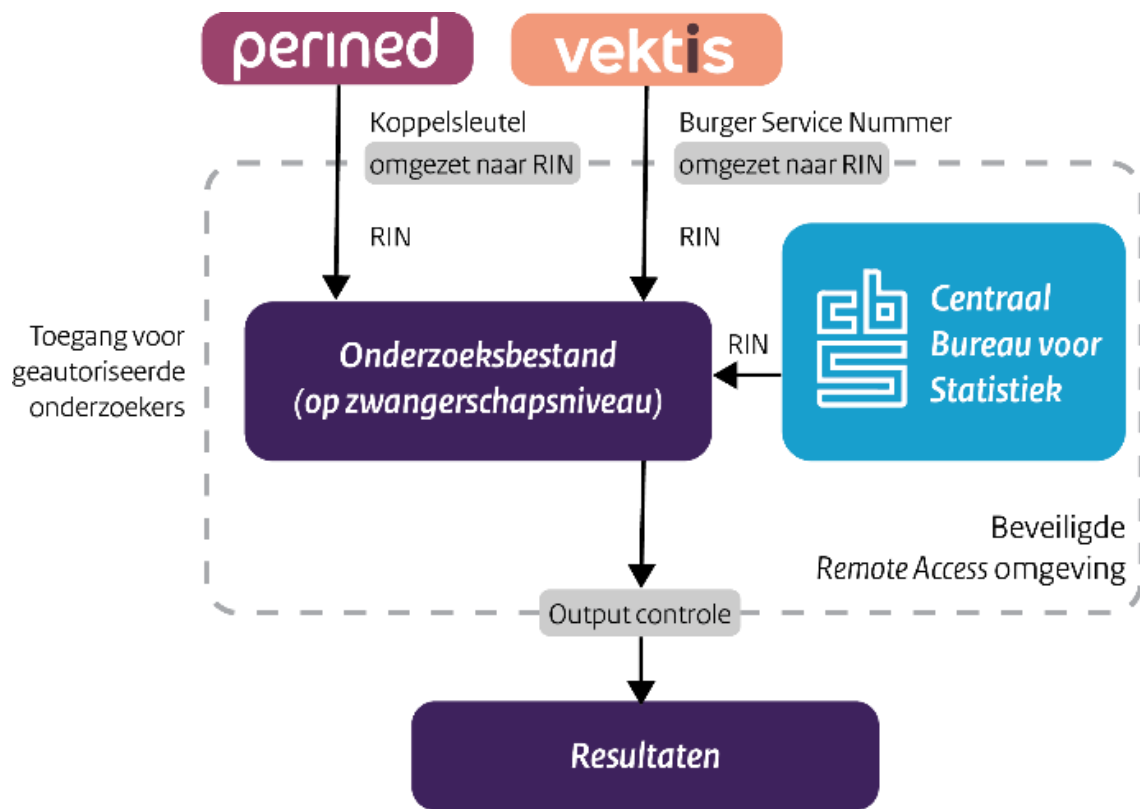 perined
vektis
Koppelsleutel
omgezet naar RIN
Burger Service Nummer
omgezet naar RIN
RIN
RIN
Toegang voor
geautoriseerde
onderzoekers
Onderzoeksbestand
(op zwangerschapsniveau)
RIN
cbs
Centraal
Bureau voor
Statistiek
Beveiligde
Remote Access omgeving
Output controle
Resultaten